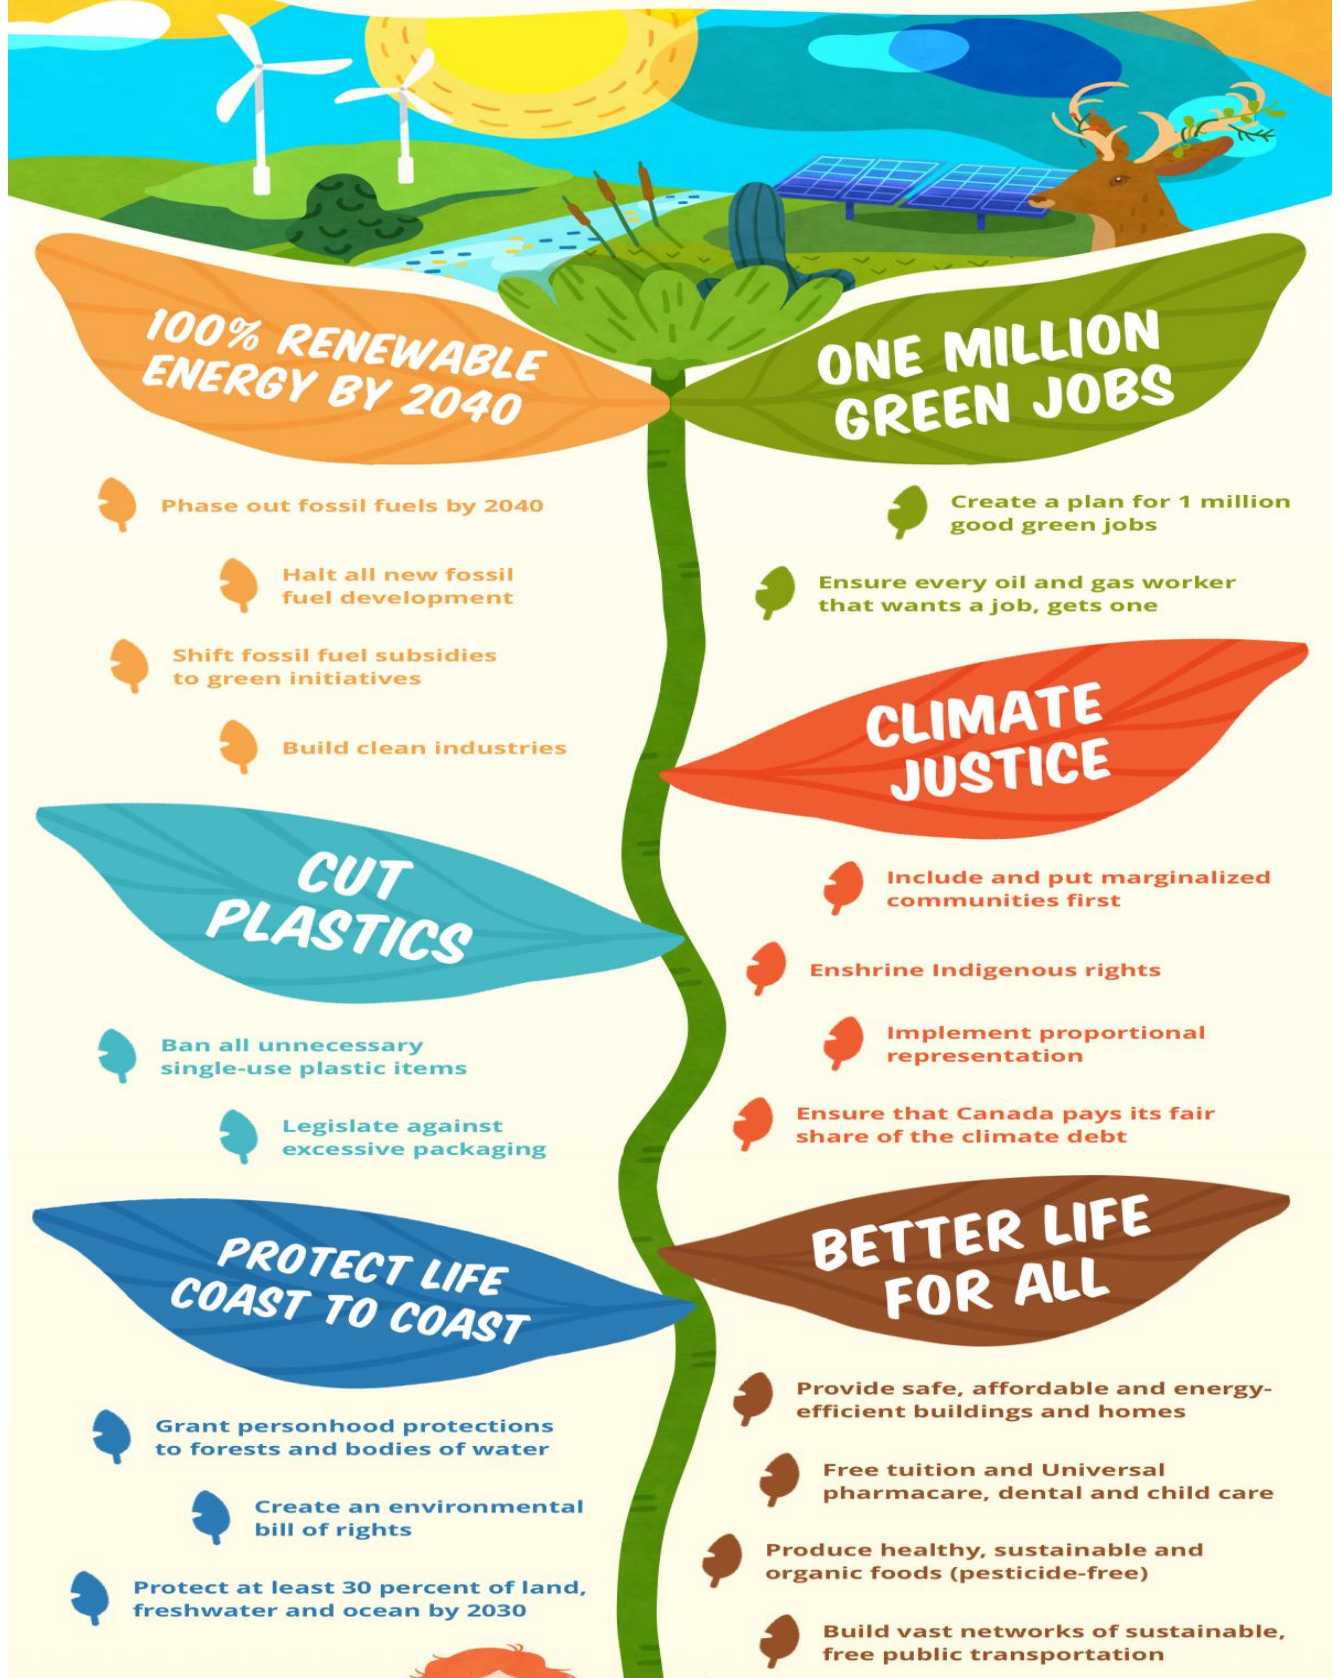 100% RENEWABLE
ENERGY BY 2040
Phase out fossil fuels by 2040
Halt all new fossil
fuel development
Shift fossil fuel subsidies
to green initiatives
Build clean industries
ONE MILLION
GREEN JOBS
Create a plan for 1 million
good green jobs
Ensure every oil and gas worker
that wants a job, gets one
CLIMATE
JUSTICE
Include and put marginalized
communities first
Enshrine Indigenous rights
Implement proportional
representation
Ensure that Canada pays its fair
share of the climate debt
CUT
PLASTICS
Ban all unnecessary
single-use plastic items
Legislate against
excessive packaging
PROTECT LIFE
COAST TO COAST
Grant personhood protections
to forests and bodies of water
Create an environmental
bill of rights
Protect at least 30 percent of land,
freshwater and ocean by 2030
BETTER LIFE
FOR ALL
Provide safe, affordable and energy-
efficient buildings and homes
Free tuition and Universal
pharmacare, dental and child care
Produce healthy, sustainable and
organic foods (pesticide-free)
Build vast networks of sustainable,
free public transportation